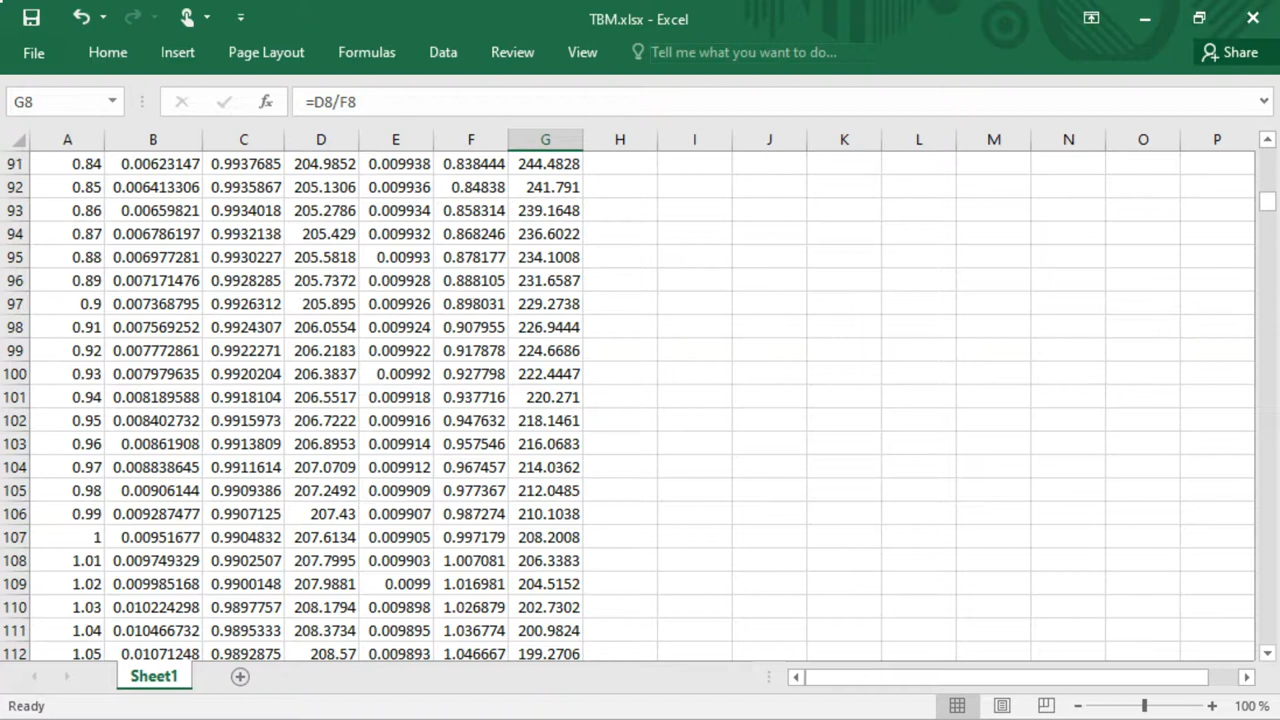 TBM.xlsx - Excel
File Home Insert Page Layout Formulas Data Review View Tell me what you want to do... Share
G8 fx =D8/F8
A B C D E F G H I J K L M N O P
91 0.84 0.00623147 0.9937685 204.9852 0.009938 0.838444 244.4828
92 0.85 0.006413306 0.9935867 205.1306 0.009936 0.84838 241.791
93 0.86 0.00659821 0.9934018 205.2786 0.009934 0.858314 239.1648
94 0.87 0.006786197 0.9932138 205.429 0.009932 0.868246 236.6022
95 0.88 0.006977281 0.9930227 205.5818 0.00993 0.878177 234.1008
96 0.89 0.007171476 0.9928285 205.7372 0.009928 0.888105 231.6587
97 0.9 0.007368795 0.9926312 205.895 0.009926 0.898031 229.2738
98 0.91 0.007569252 0.9924307 206.0554 0.009924 0.907955 226.9444
99 0.92 0.007772861 0.9922271 206.2183 0.009922 0.917878 224.6686
100 0.93 0.007979635 0.9920204 206.3837 0.00992 0.927798 222.4447
101 0.94 0.008189588 0.9918104 206.5517 0.009918 0.937716 220.271
102 0.95 0.008402732 0.9915973 206.7222 0.009916 0.947632 218.1461
103 0.96 0.00861908 0.9913809 206.8953 0.009914 0.957546 216.0683
104 0.97 0.008838645 0.9911614 207.0709 0.009912 0.967457 214.0362
105 0.98 0.00906144 0.9909386 207.2492 0.009909 0.977367 212.0485
106 0.99 0.009287477 0.9907125 207.43 0.009907 0.987274 210.1038
107 1 0.00951677 0.9904832 207.6134 0.009905 0.997179 208.2008
108 1.01 0.009749329 0.9902507 207.7995 0.009903 1.007081 206.3383
109 1.02 0.009985168 0.9900148 207.9881 0.0099 1.016981 204.5152
110 1.03 0.010224298 0.9897757 208.1794 0.009898 1.026879 202.7302
111 1.04 0.010466732 0.9895333 208.3734 0.009895 1.036774 200.9824
112 1.05 0.01071248 0.9892875 208.57 0.009893 1.046667 199.2706
Sheet1
Ready 100 %